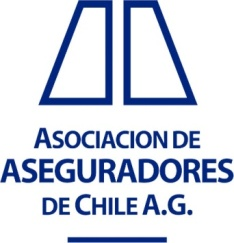 ASOCIACION DE
ASEGURADORES
DE CHILE A.G.